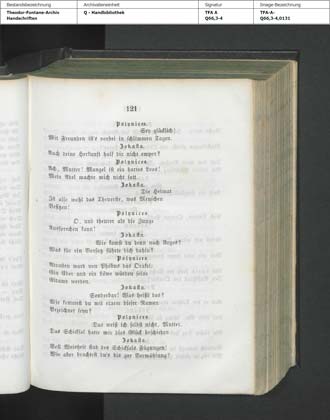 Bestandsbezeichnung
Theodor-Fontane-Archiv
Handschriften
Archivalieneinheit
Q - Handbibliothek
Signatur
TFA A
Q66,3-4
Image-Bezeichnung
TFA-A-
Q66,3-4,0131
121
Polynices.
Sey glücklich!
Mit Freunden ist's vorbei in schlimmen Tagen.
Jokasta.
Auch deine Herkunft half dir nicht empor?
Polynices.
Ach, Mutter! Mangel ist ein hartes Loos!
Mein Adel machte mich nicht satt.
Jokasta.
Die Heimat
Ist also wohl das Theuerste, was Menschen
Besitzen!
Polynices.
O, und theurer als die Zunge
Aussprechen kann!
Jokasta.
Wie kamst du denn nach Argos?
Was für ein Vorsatz führte dich dahin?
Polynices.
Adrasten ward von Phöbus das Orakel:
Ein Eber und ein Löwe würden seine
Eidame werden.
Jokasta.
Sonderbar! Was heißt das?
Wie konntest du mit einem dieser Namen
Bezeichnet seyn?
Polynices.
Das weiß ich selbst nicht, Mutter.
Das Schicksal hatte mir dies Glück beschieden.
Jokasta.
Voll Weisheit sind des Schicksals Fügungen!
Wie aber brachtest du's bis zur Vermählung?